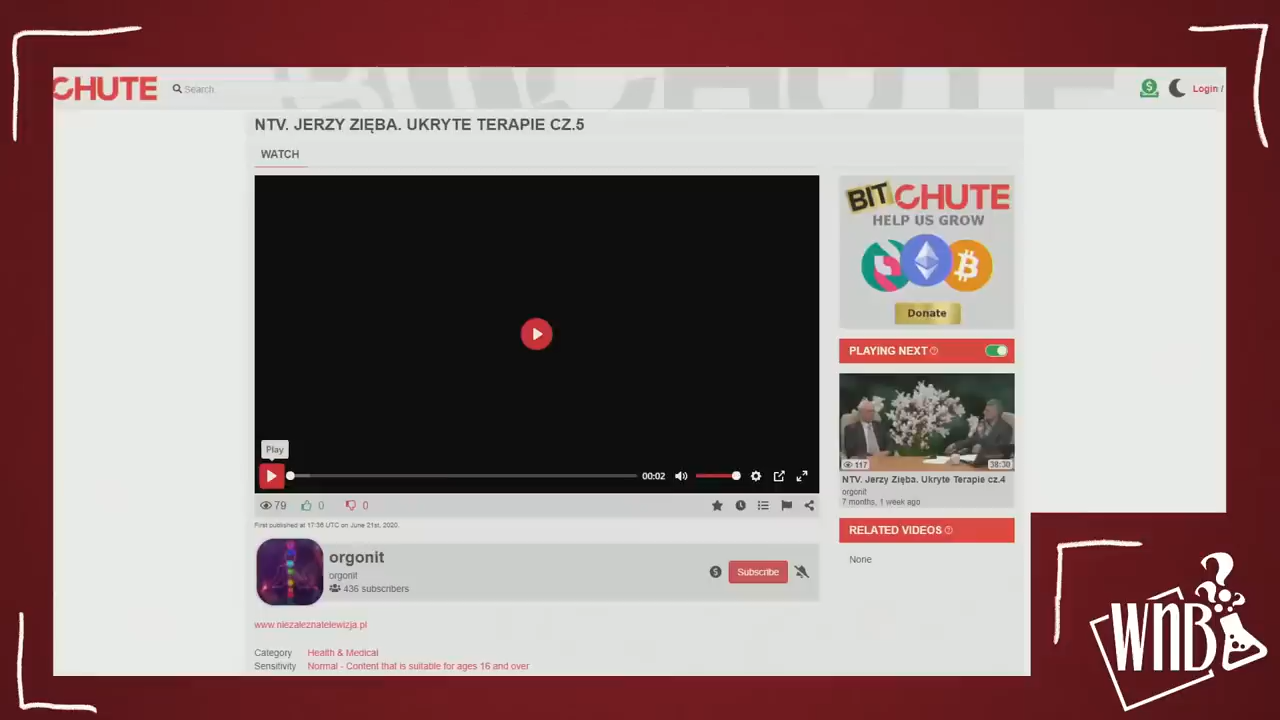 CHUTE
Search
Login /
BITCHUTE
NTV. JERZY ZIĘBA. UKRYTE TERAPIE CZ.5
WATCH
Play
00:02
79
0
0
First published at 17:36 UTC on June 21st, 2020.
orgonit
orgonit
436 subscribers
Subscribe
www.niezaleznatelewizja.pl
Category Health & Medical
Sensitivity Normal - Content that is suitable for ages 16 and over
BITCHUTE
HELP US GROW
Donate
PLAYING NEXT
117
38:30
NTV. Jerzy Zięba. Ukryte Terapie cz.4
orgonit
7 months, 1 week ago
RELATED VIDEOS
None
WNB